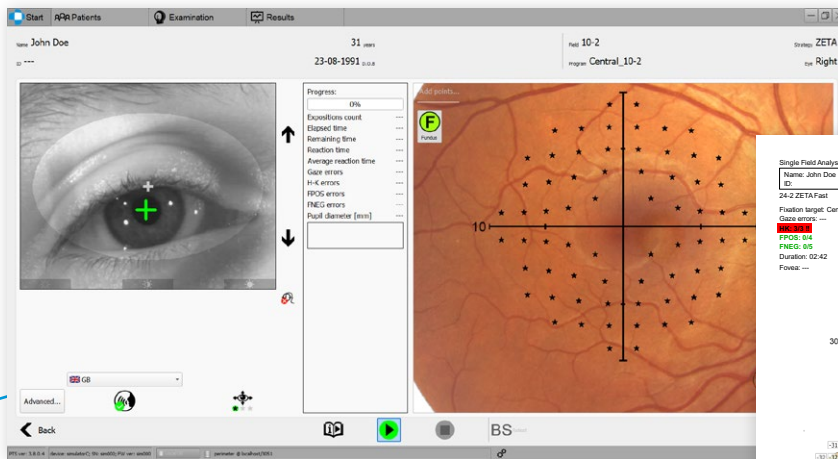 Start Patients Examination Results
Name John Doe 31 years Field 10-2 Strategy ZETA
ID --- 23-08-1991 D.O.B Program Central_10-2 Eye Right
Progress:
0%
Expositions count ---
Elapsed time ---
Remaining time ---
Reaction time ---
Average reaction time ---
Gaze errors ---
H-K errors ---
FPOS errors ---
FNEG errors ---
Pupil diameter [mm] ---
Add points...
F
Fundus
10
GB
Advanced...
Back
BS
Single Field Analys
Name: John Doe
ID:
24-2 ZETA Fast
Fixation target: Cen
Gaze errors: ---
HK: 3/3 !!
FPOS: 0/4
FNEG: 0/5
Duration: 02:42
Fovea: ---
30